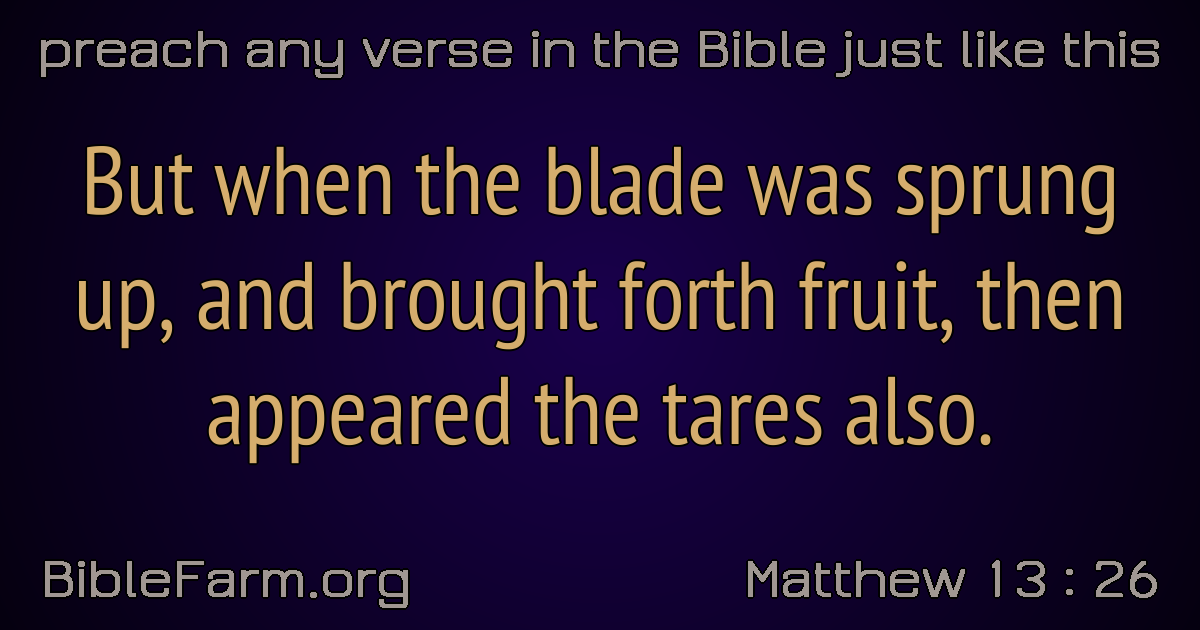 preach any verse in the Bible just like this
But when the blade was sprung
up, and brought forth fruit, then
appeared the tares also.
BibleFarm.org
Matthew 13 : 26